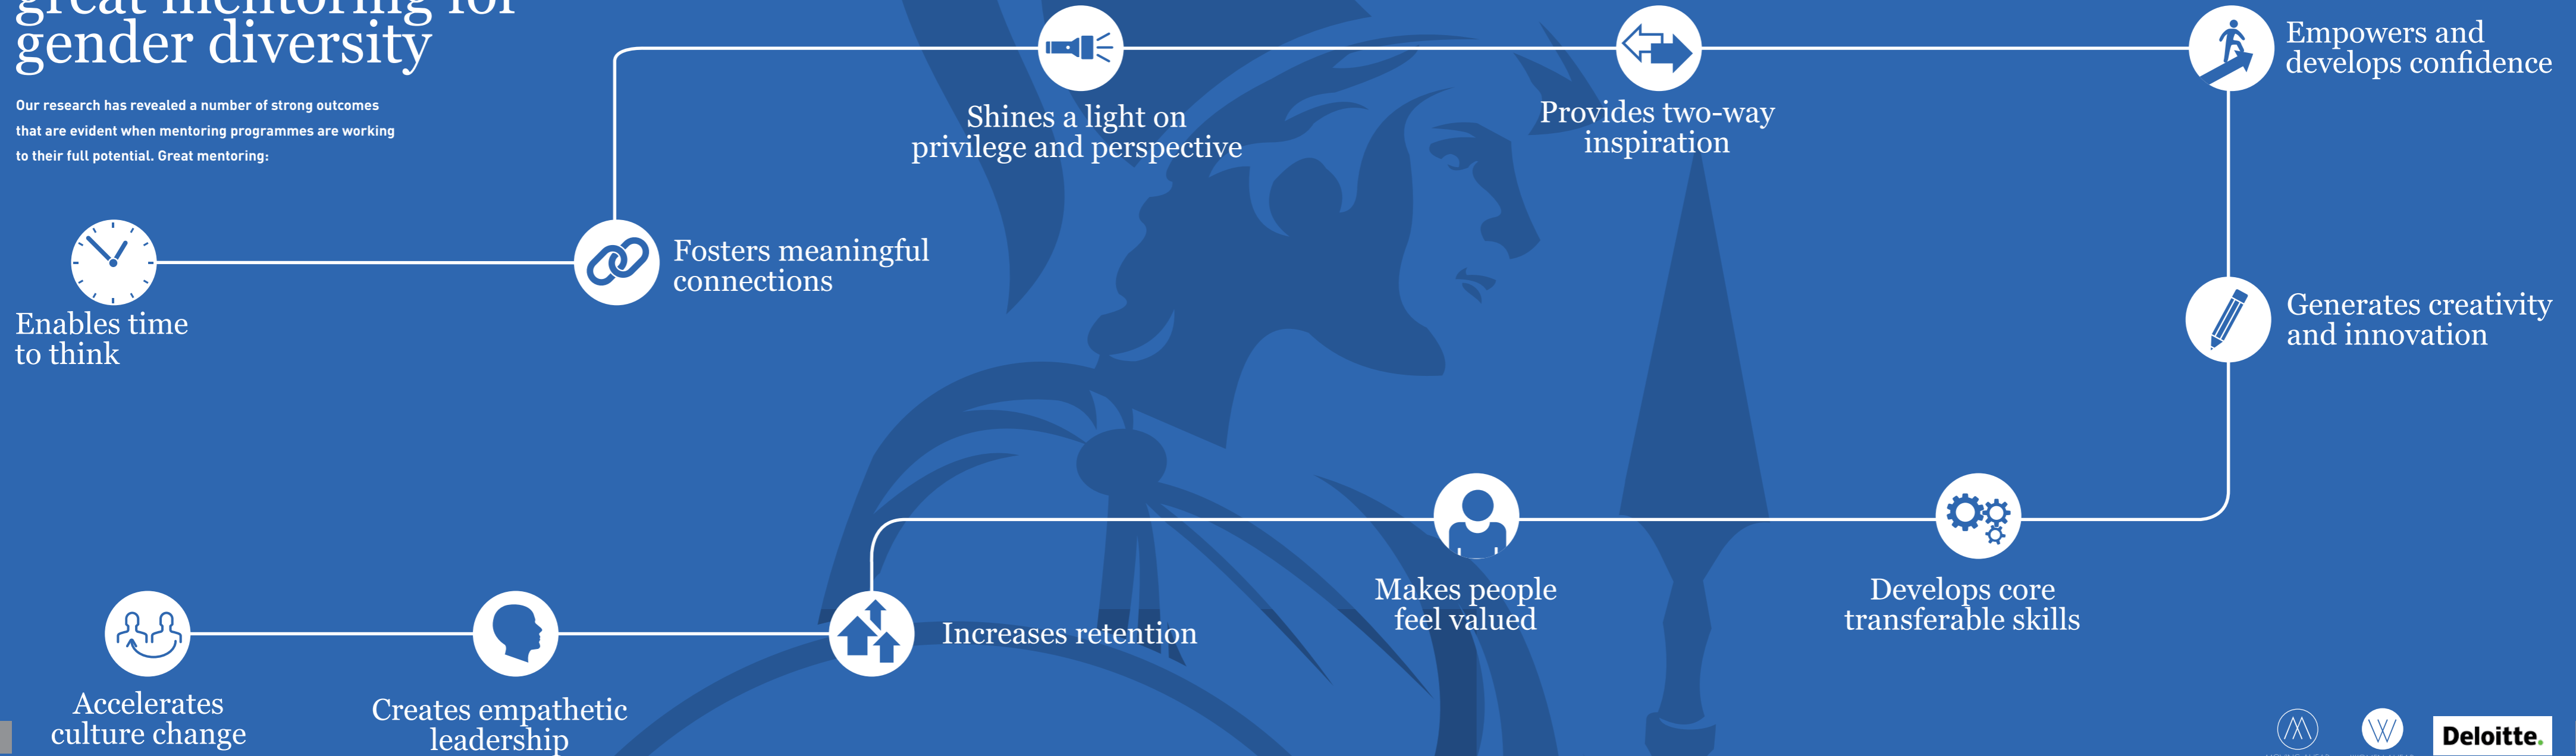 great mentoring for
gender diversity
Our research has revealed a number of strong outcomes
that are evident when mentoring programmes are working
to their full potential. Great mentoring:
Enables time
to think
Fosters meaningful
connections
Shines a light on
privilege and perspective
Provides two-way
inspiration
Empowers and
develops confidence
Generates creativity
and innovation
Develops core
transferable skills
Makes people
feel valued
Increases retention
Creates empathetic
leadership
Accelerates
culture change
Deloitte.